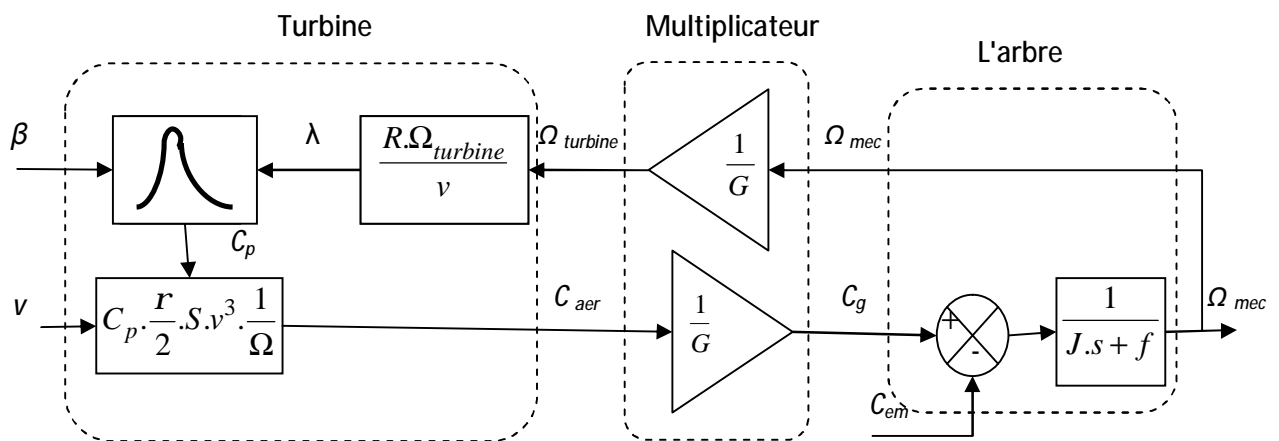 Turbine
Multiplicateur
L'arbre
β
λ
R.Ω_turbine / v
Ω turbine
1/G
Ω mec
C_p
v
C_p . r/2 . S.v³ . 1/Ω
C aer
1/G
C_g
+
-
1 / J.s + f
Ω mec
C_em